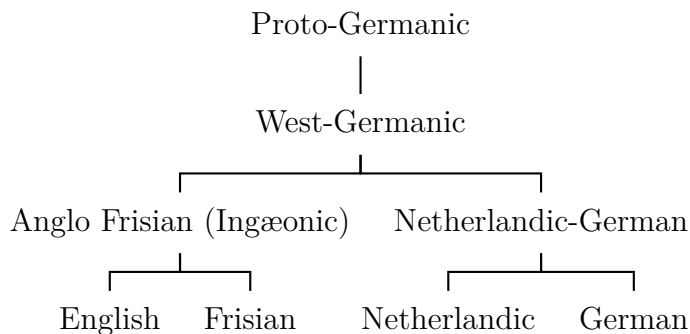 Proto-Germanic
West-Germanic
Anglo Frisian (Ingæonic) Netherlandic-German
English Frisian Netherlandic German